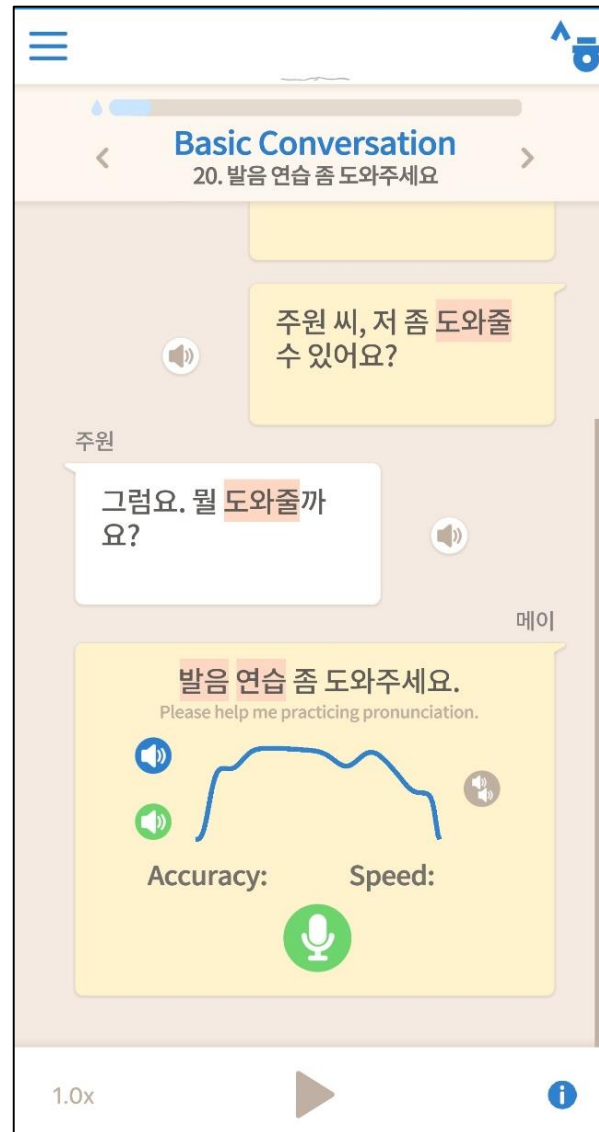 Basic Conversation
20. 발음 연습 좀 도와주세요
주원 씨, 저 좀 도와줄
수 있어요?
주원
그럼요. 뭘 도와줄까
요?
메이
발음 연습 좀 도와주세요.
Please help me practicing pronunciation.
Accuracy: Speed:
1.0x